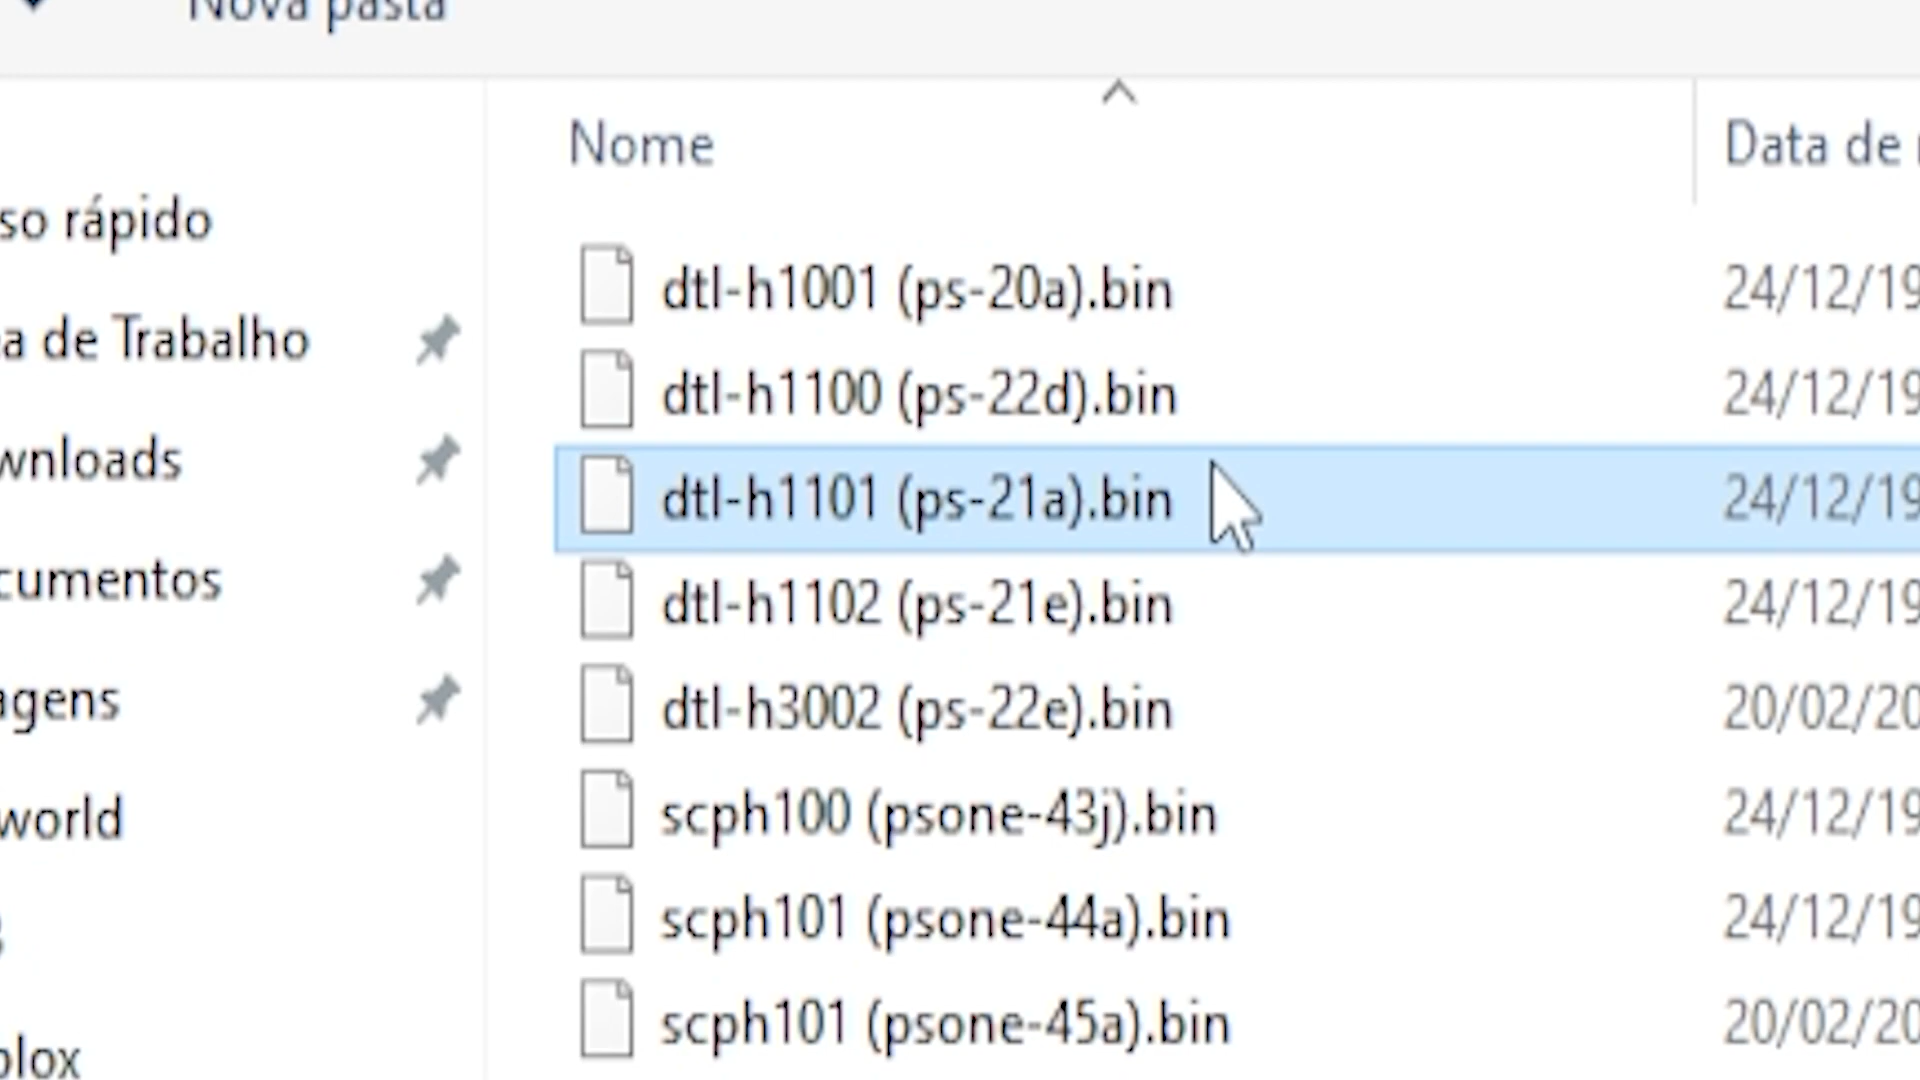 Nova pasta
Nome
Data de
so rápido
a de Trabalho
wnloads
cumentos
agens
world
olox
dtl-h1001 (ps-20a).bin 24/12/19
dtl-h1100 (ps-22d).bin 24/12/19
dtl-h1101 (ps-21a).bin 24/12/19
dtl-h1102 (ps-21e).bin 24/12/19
dtl-h3002 (ps-22e).bin 20/02/20
scph100 (psone-43j).bin 24/12/19
scph101 (psone-44a).bin 24/12/19
scph101 (psone-45a).bin 20/02/20